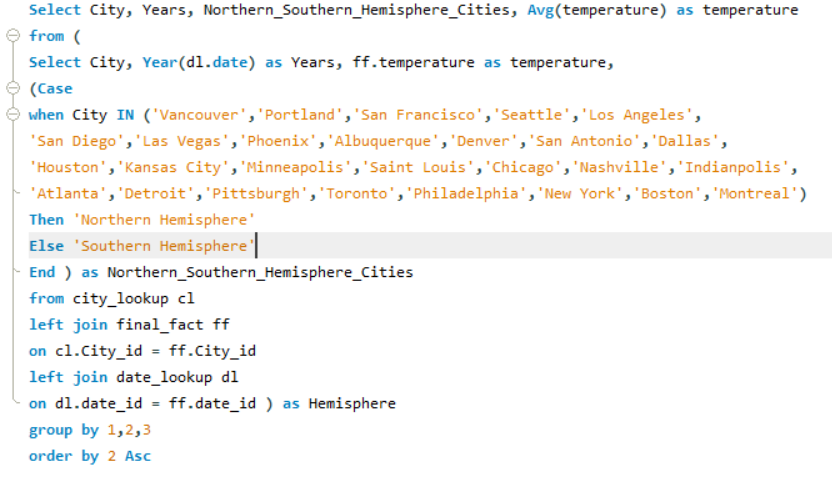 Select City, Years, Northern_Southern_Hemisphere_Cities, Avg(temperature) as temperature
from (
Select City, Year(dl.date) as Years, ff.temperature as temperature,
(Case
when City IN ('Vancouver','Portland','San Francisco','Seattle','Los Angeles',
'San Diego','Las Vegas','Phoenix','Albuquerque','Denver','San Antonio','Dallas',
'Houston','Kansas City','Minneapolis','Saint Louis','Chicago','Nashville','Indianpolis',
'Atlanta','Detroit','Pittsburgh','Toronto','Philadelphia','New York','Boston','Montreal')
Then 'Northern Hemisphere'
Else 'Southern Hemisphere'
End ) as Northern_Southern_Hemisphere_Cities
from city_lookup cl
left join final_fact ff
on cl.City_id = ff.City_id
left join date_lookup dl
on dl.date_id = ff.date_id ) as Hemisphere
group by 1,2,3
order by 2 Asc